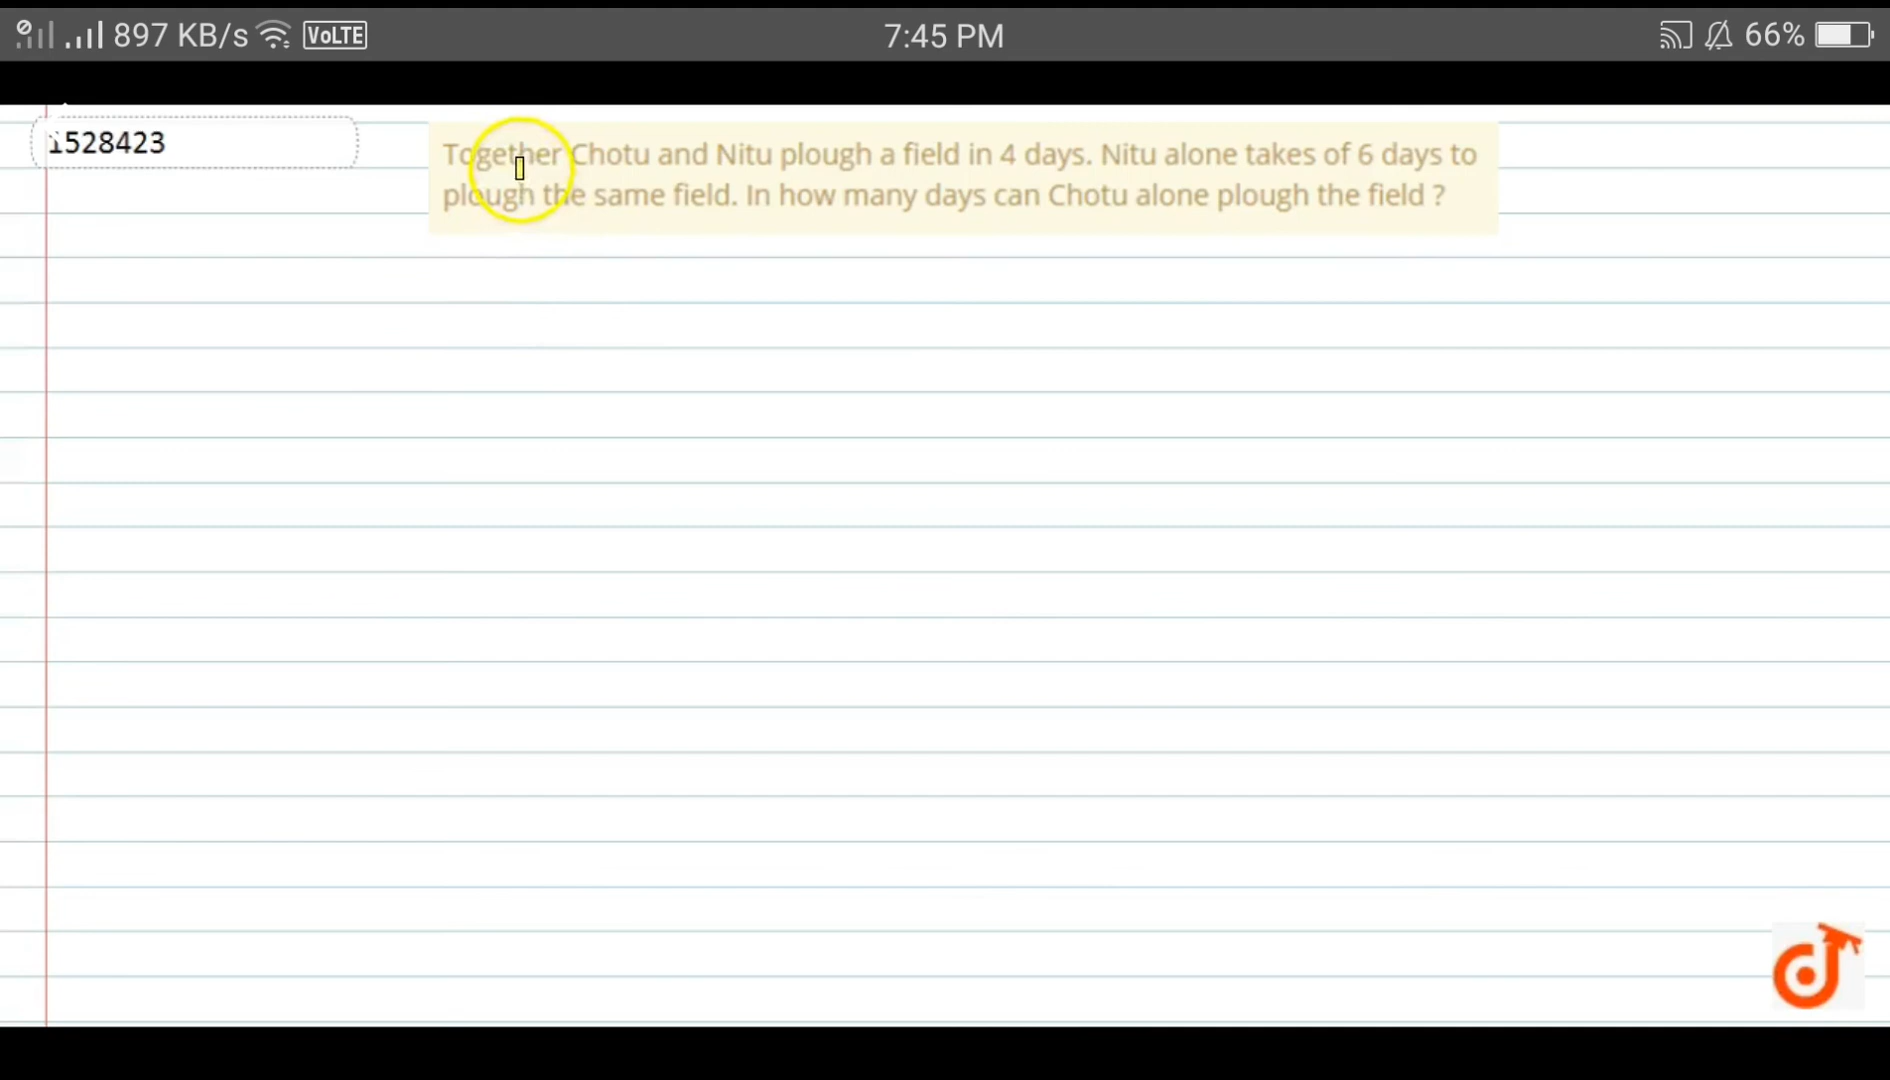 897 KB/s VoLTE 7:45 PM 66%
1528423
Together Chotu and Nitu plough a field in 4 days. Nitu alone takes of 6 days to
plough the same field. In how many days can Chotu alone plough the field ?